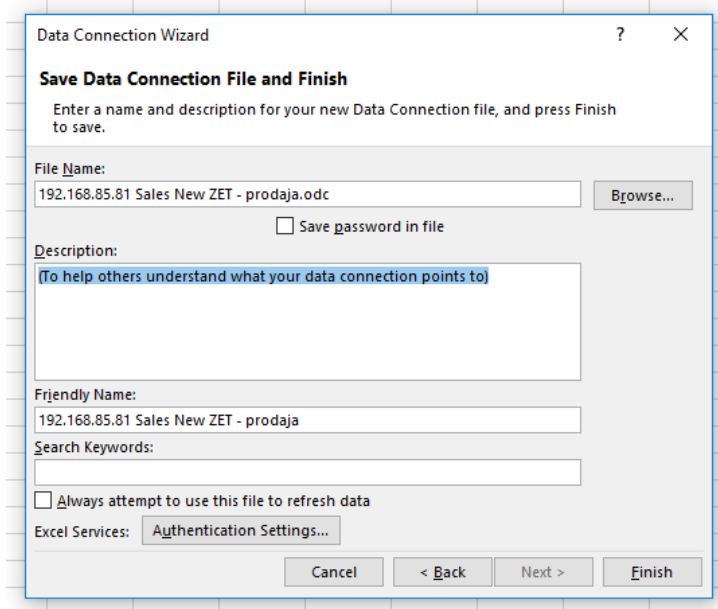 Data Connection Wizard
?
Save Data Connection File and Finish
Enter a name and description for your new Data Connection file, and press Finish
to save.
File Name:
192.168.85.81 Sales New ZET - prodaja.odc
Browse...
Save password in file
Description:
(To help others understand what your data connection points to)
Friendly Name:
192.168.85.81 Sales New ZET - prodaja
Search Keywords:
Always attempt to use this file to refresh data
Excel Services: Authentication Settings...
Cancel < Back Next > Finish